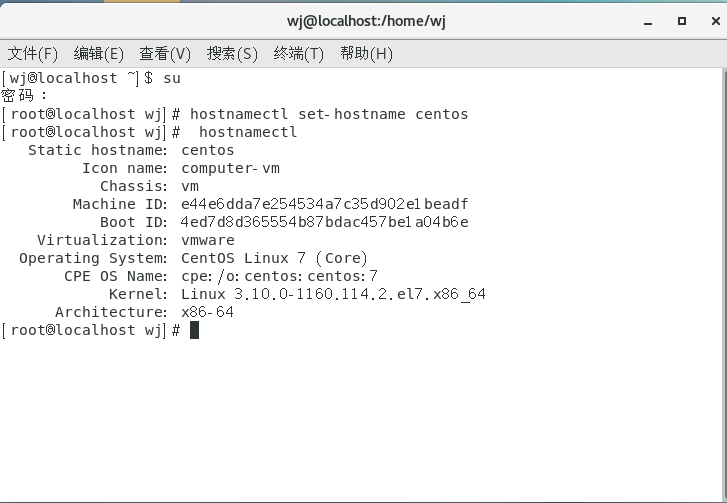 wj@localhost:/home/wj
文件(F) 编辑(E) 查看(V) 搜索(S) 终端(T) 帮助(H)
[wj@localhost ~]$ su
密码：
[root@localhost wj]# hostnamectl set-hostname centos
[root@localhost wj]#  hostnamectl
   Static hostname: centos
         Icon name: computer-vm
           Chassis: vm
        Machine ID: e44e6dda7e254534a7c35d902e1beadf
           Boot ID: 4ed7d8d365554b87bdac457be1a04b6e
    Virtualization: vmware
  Operating System: CentOS Linux 7 (Core)
       CPE OS Name: cpe:/o:centos:centos:7
            Kernel: Linux 3.10.0-1160.114.2.el7.x86_64
      Architecture: x86-64
[root@localhost wj]#